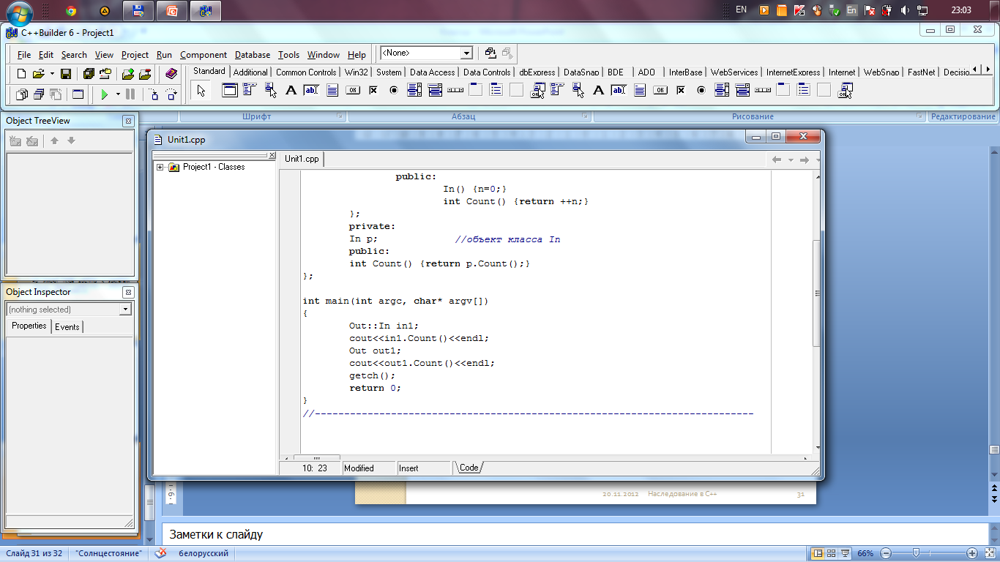 EN
En
23:03
C++Builder 6 - Project1
File Edit Search View Project Run Component Database Tools Window Help
<None>
Standard Additional Common Controls Win32 System Data Access Data Controls dbExpress DataSnap BDE ADO InterBase WebServices InternetExpress Internet WebSnap FastNet Decisio
Шрифт Абзац Рисование Редактирование
Object TreeView
Unit1.cpp
Project1 - Classes
Unit1.cpp
public:
In() {n=0;}
int Count() {return ++n;}
};
private:
In p; //объект класса In
public:
int Count() {return p.Count();}
};
int main(int argc, char* argv[])
{
Out::In in1;
cout<<in1.Count()<<endl;
Out out1;
cout<<out1.Count()<<endl;
getch();
return 0;
}
//---------------------------------------------------------------------------
10: 23 Modified Insert Code
Object Inspector
(nothing selected)
Properties Events
20.11.2012 Наследование в C++ 31
Заметки к слайду
Слайд 31 из 32 "Солнцестояние" белорусский 66%